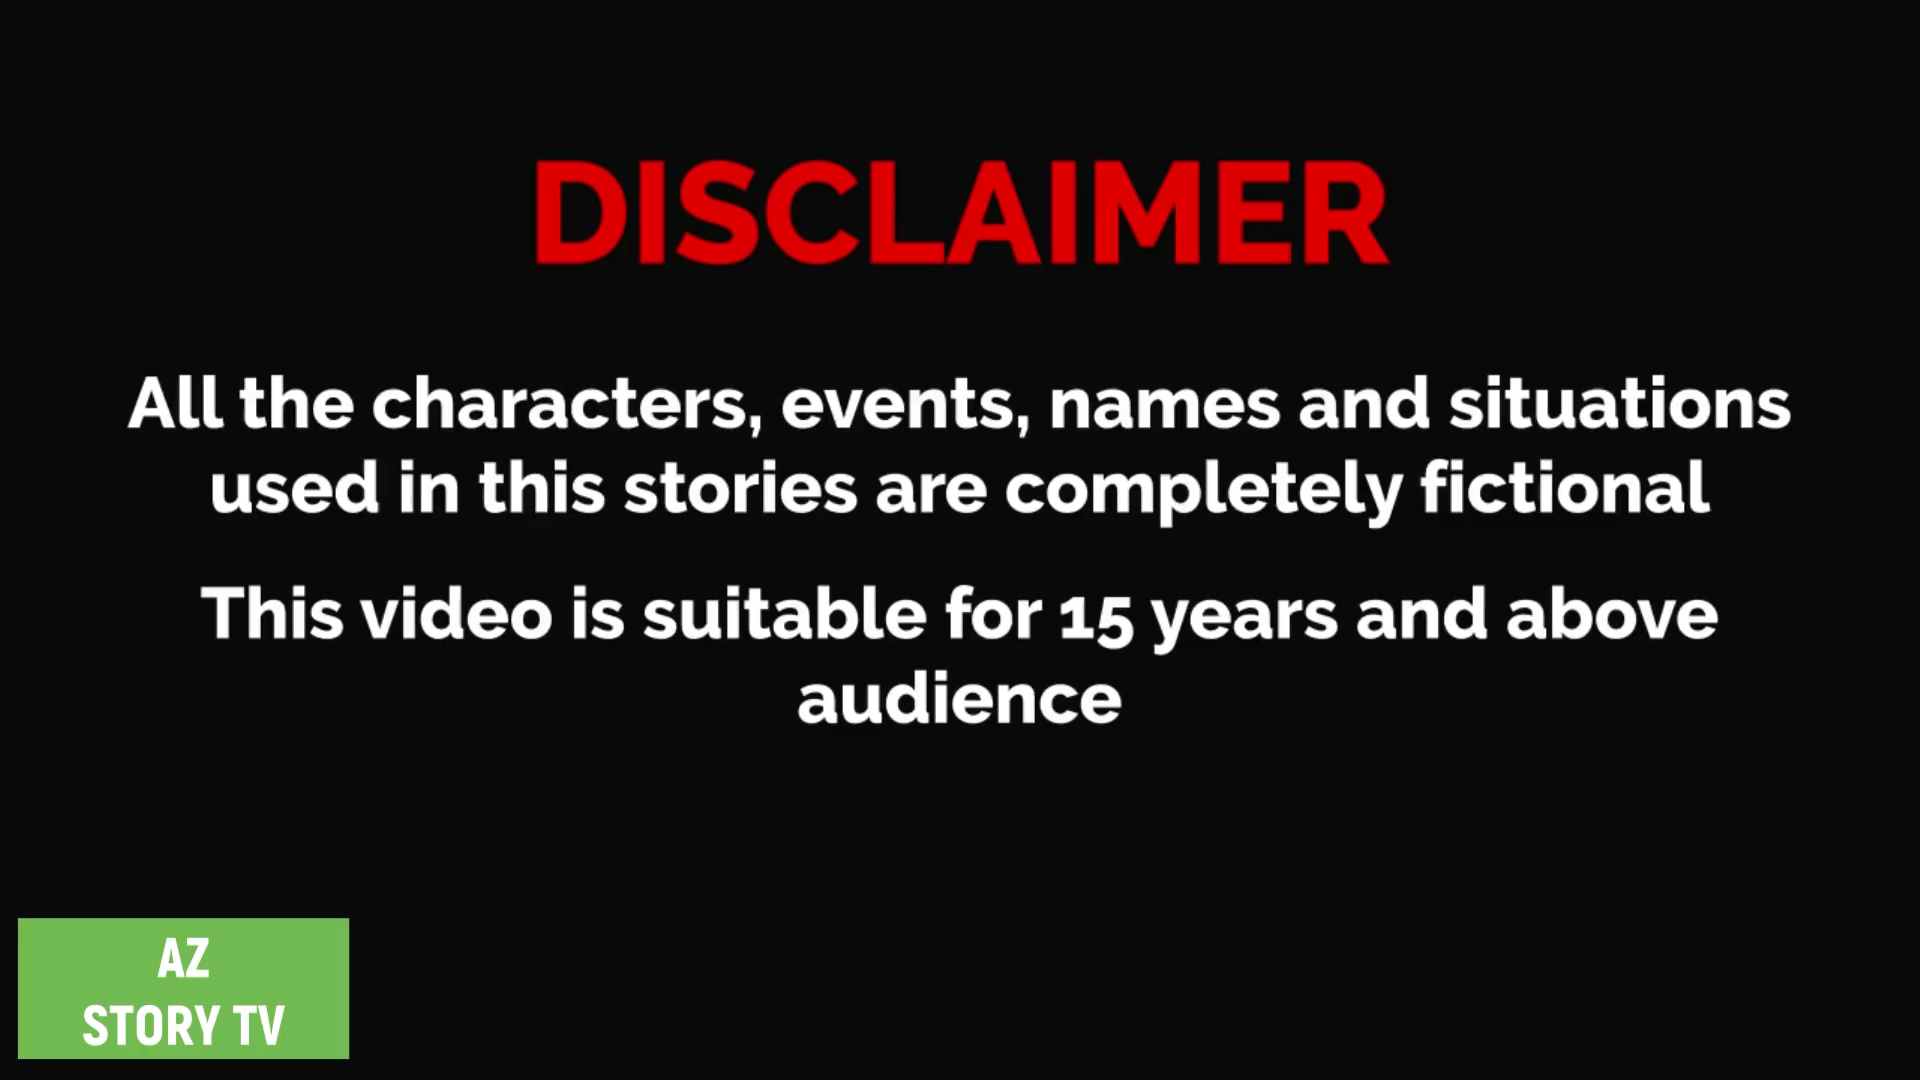 DISCLAIMER
All the characters, events, names and situations
used in this stories are completely fictional
This video is suitable for 15 years and above
audience
AZ
STORY TV